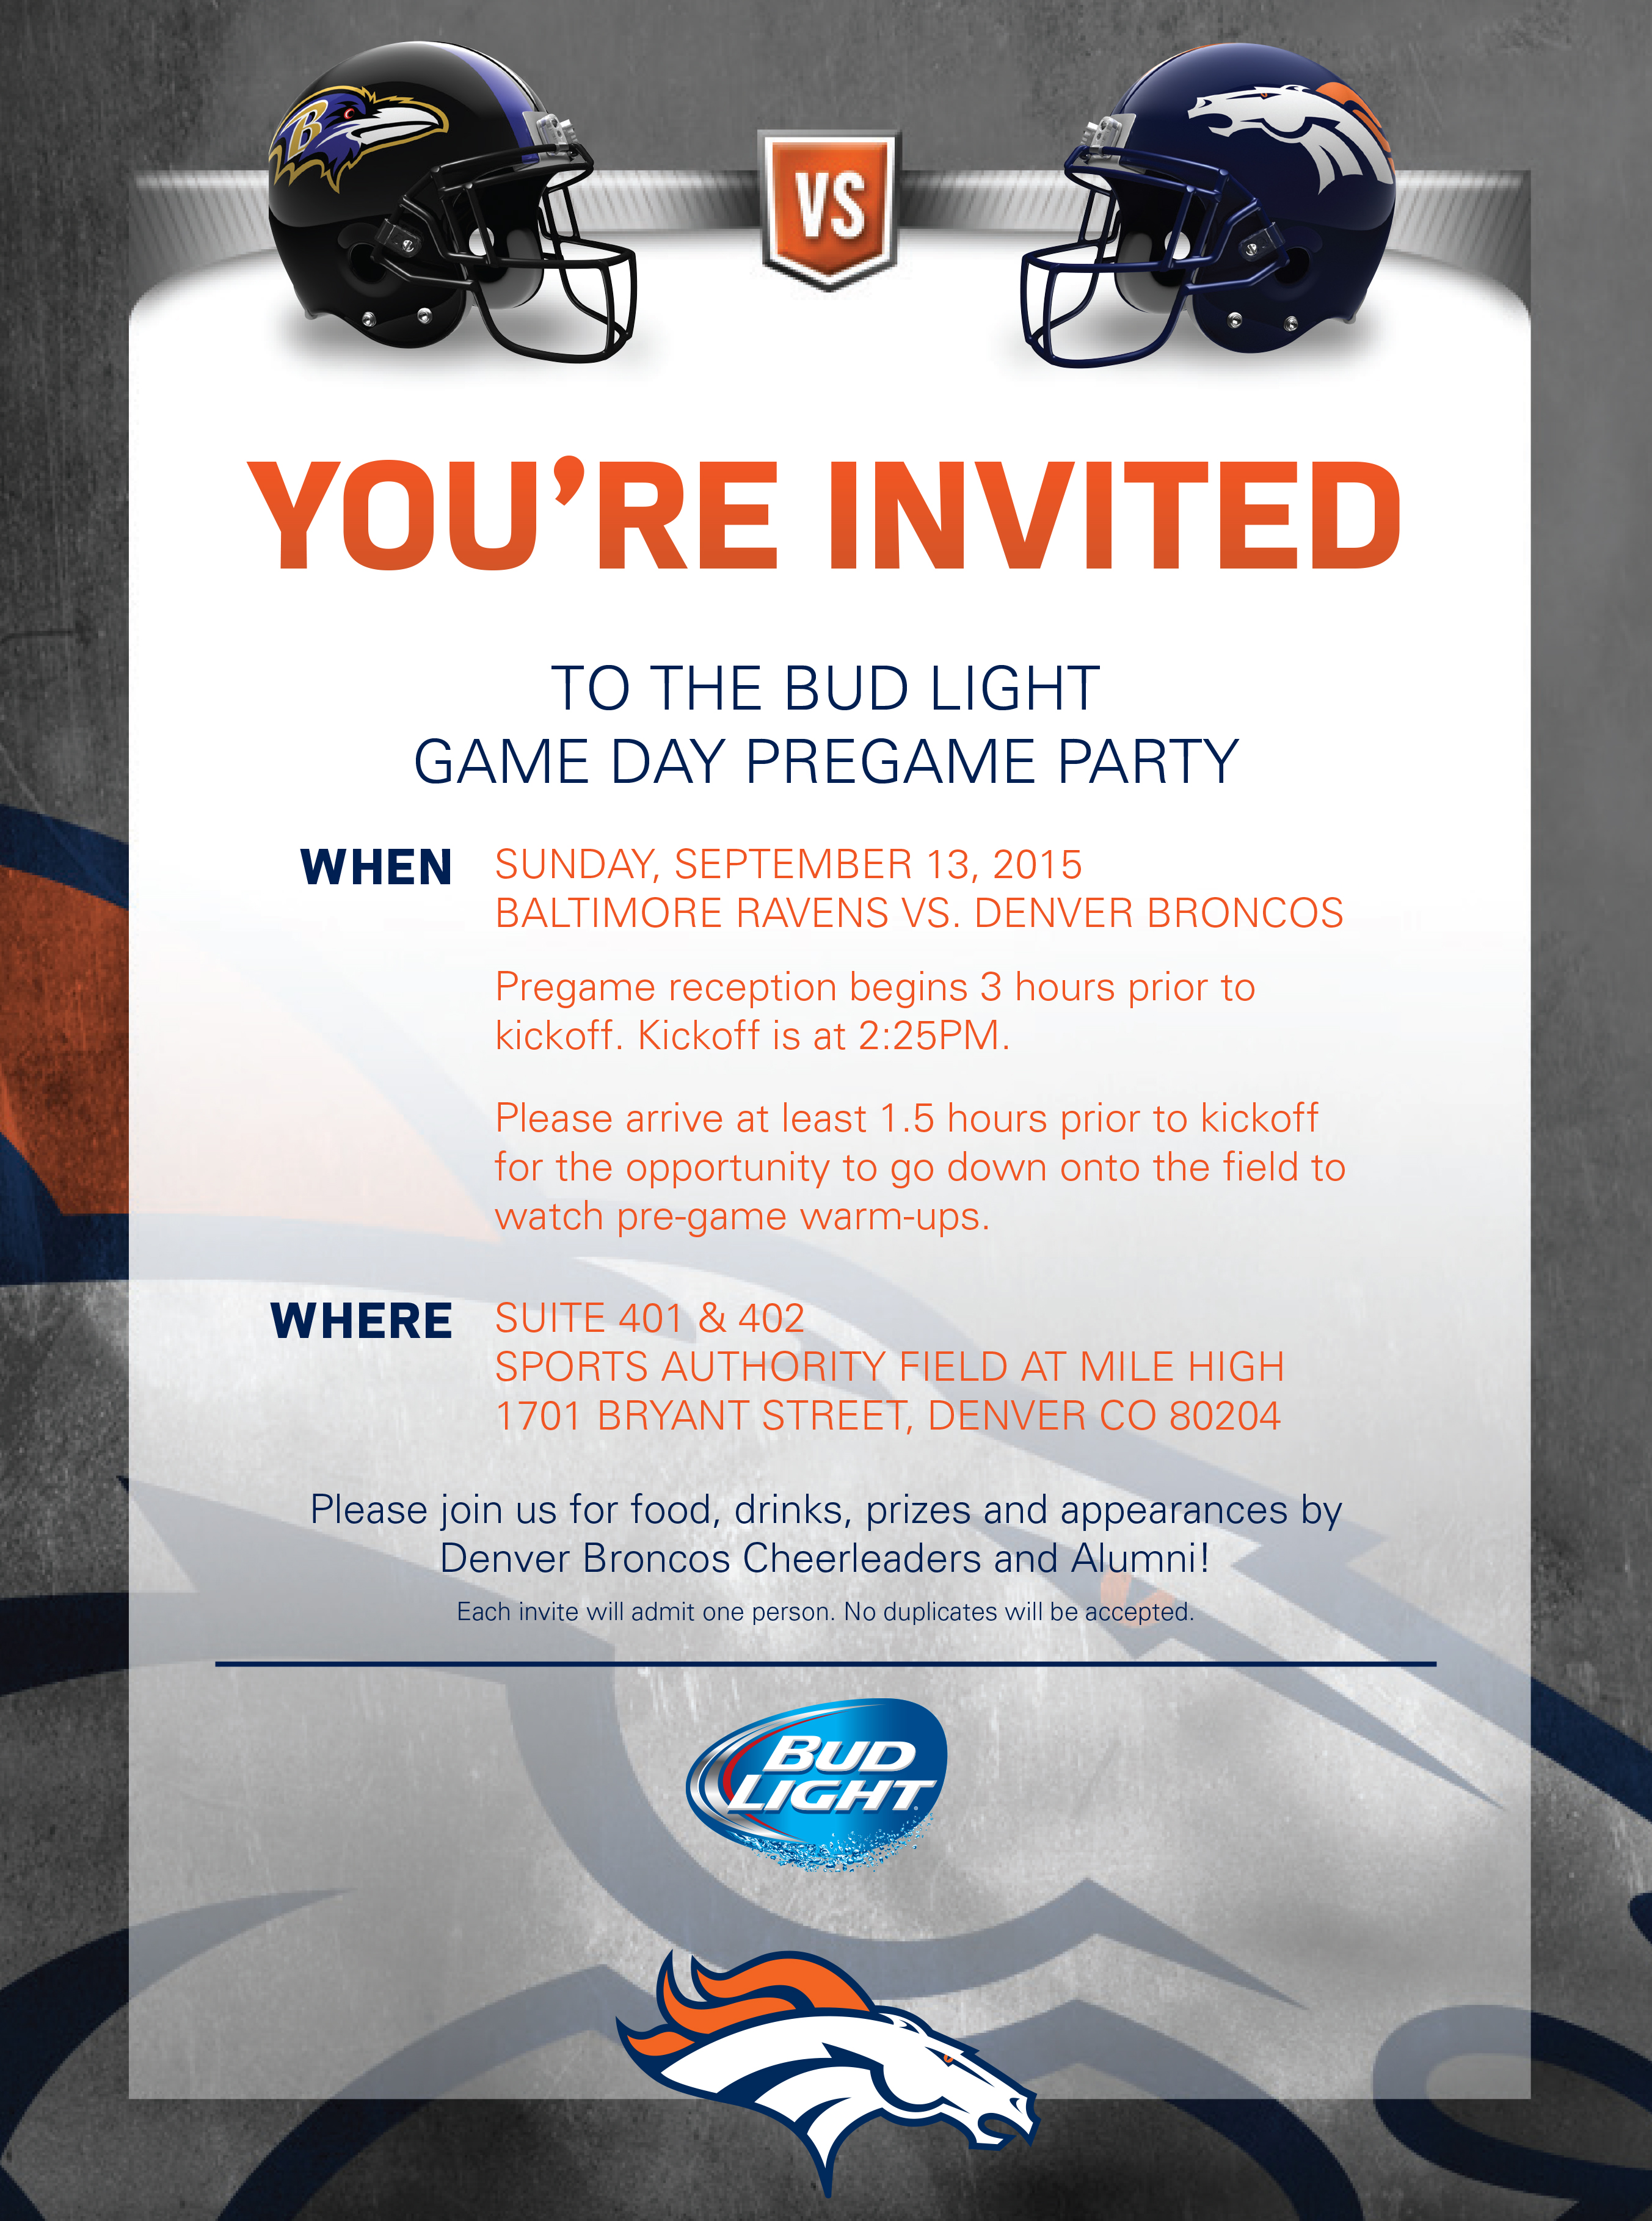 B
VS
YOU'RE INVITED
TO THE BUD LIGHT
GAME DAY PREGAME PARTY
WHEN SUNDAY, SEPTEMBER 13, 2015
BALTIMORE RAVENS VS. DENVER BRONCOS
Pregame reception begins 3 hours prior to
kickoff. Kickoff is at 2:25PM.
Please arrive at least 1.5 hours prior to kickoff
for the opportunity to go down onto the field to
watch pre-game warm-ups.
WHERE SUITE 401 & 402
SPORTS AUTHORITY FIELD AT MILE HIGH
1701 BRYANT STREET, DENVER CO 80204
Please join us for food, drinks, prizes and appearances by
Denver Broncos Cheerleaders and Alumni!
Each invite will admit one person. No duplicates will be accepted.
BUD
LIGHT